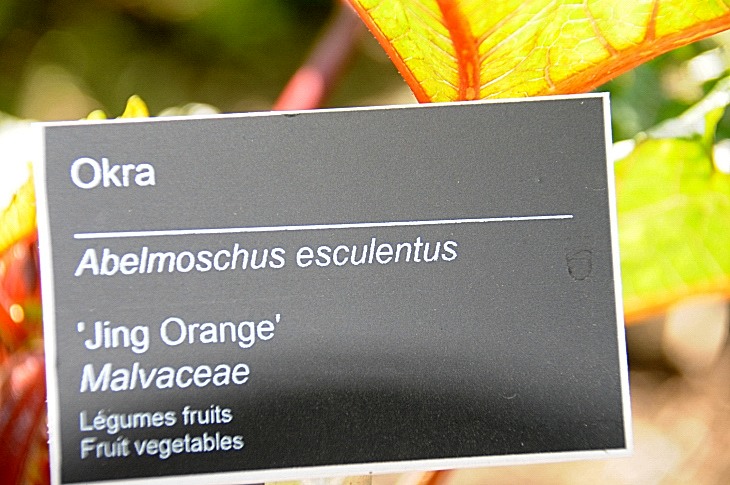 Okra
Abelmoschus esculentus
'Jing Orange'
Malvaceae
Légumes fruits
Fruit vegetables